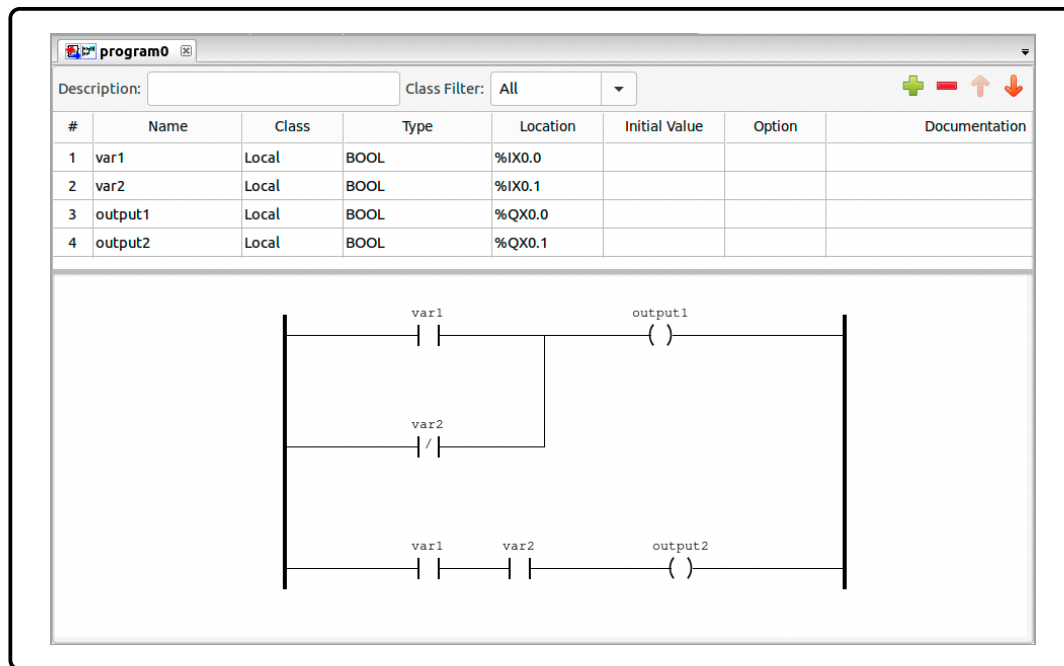 program0
Description: Class Filter: All
# Name Class Type Location Initial Value Option Documentation
1 var1 Local BOOL %IX0.0
2 var2 Local BOOL %IX0.1
3 output1 Local BOOL %QX0.0
4 output2 Local BOOL %QX0.1
var1 output1
( )
var2
/
var1 var2 output2
( )